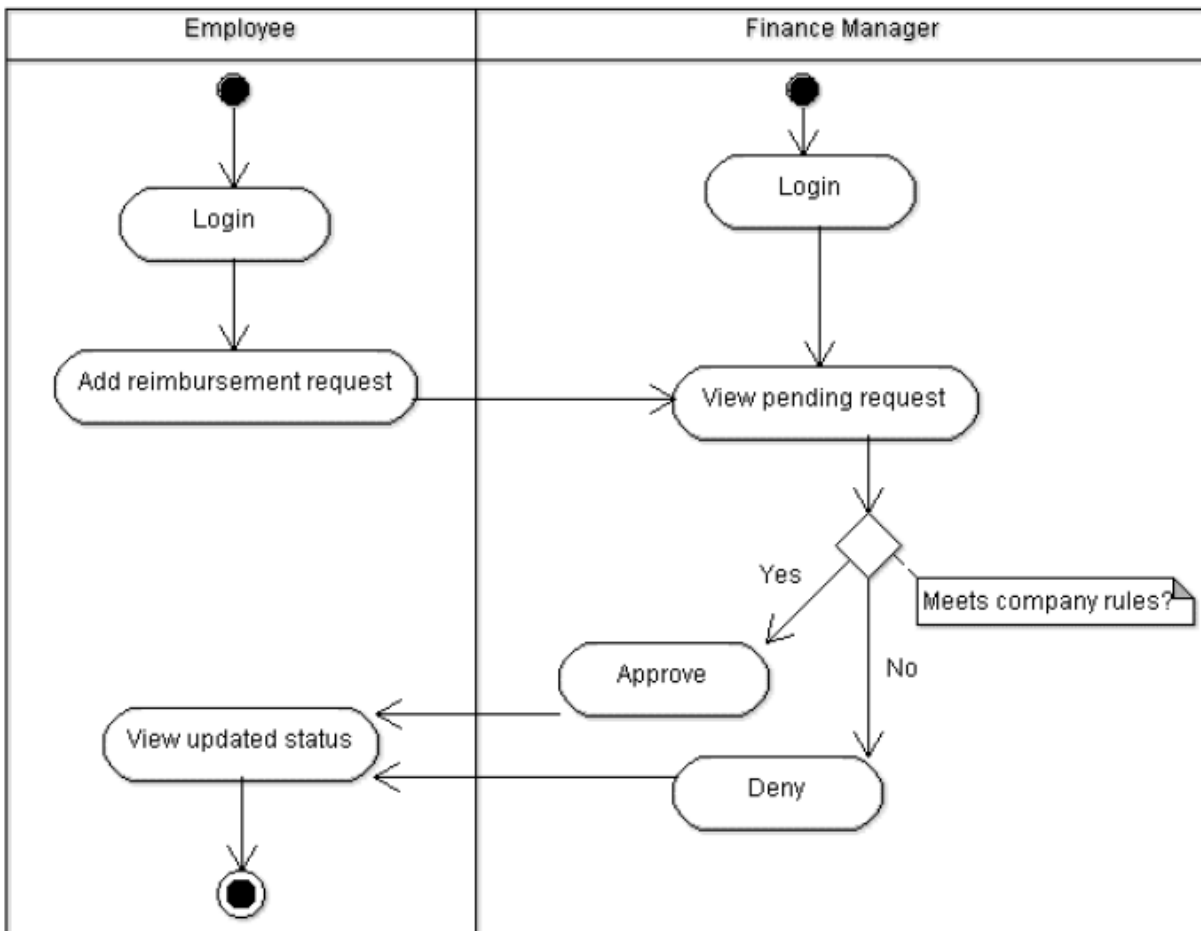 Employee
Finance Manager
Login
Login
Add reimbursement request
View pending request
Yes
Meets company rules?
No
Approve
View updated status
Deny